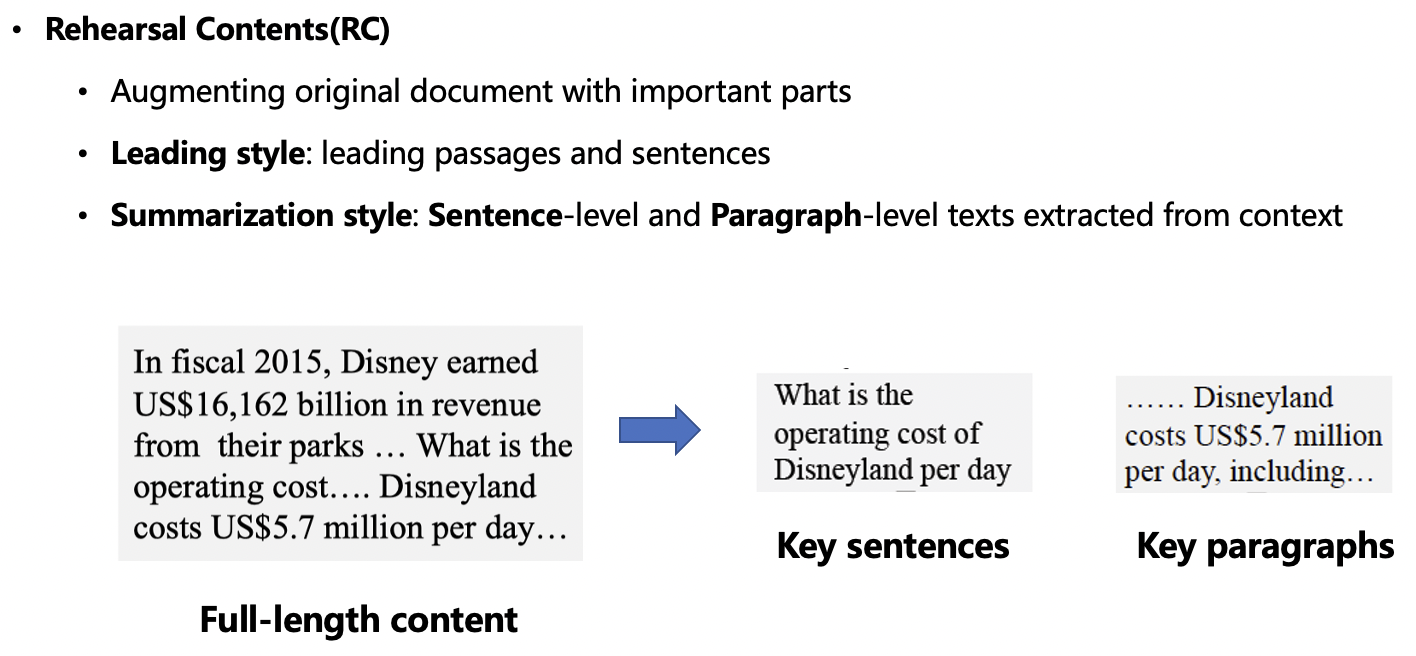 • Rehearsal Contents(RC)
• Augmenting original document with important parts
• Leading style: leading passages and sentences
• Summarization style: Sentence-level and Paragraph-level texts extracted from context
In fiscal 2015, Disney earned
US$16,162 billion in revenue
from their parks … What is the
operating cost…. Disneyland
costs US$5.7 million per day…
Full-length content
What is the
operating cost of
Disneyland per day
Key sentences
…… Disneyland
costs US$5.7 million
per day, including…
Key paragraphs